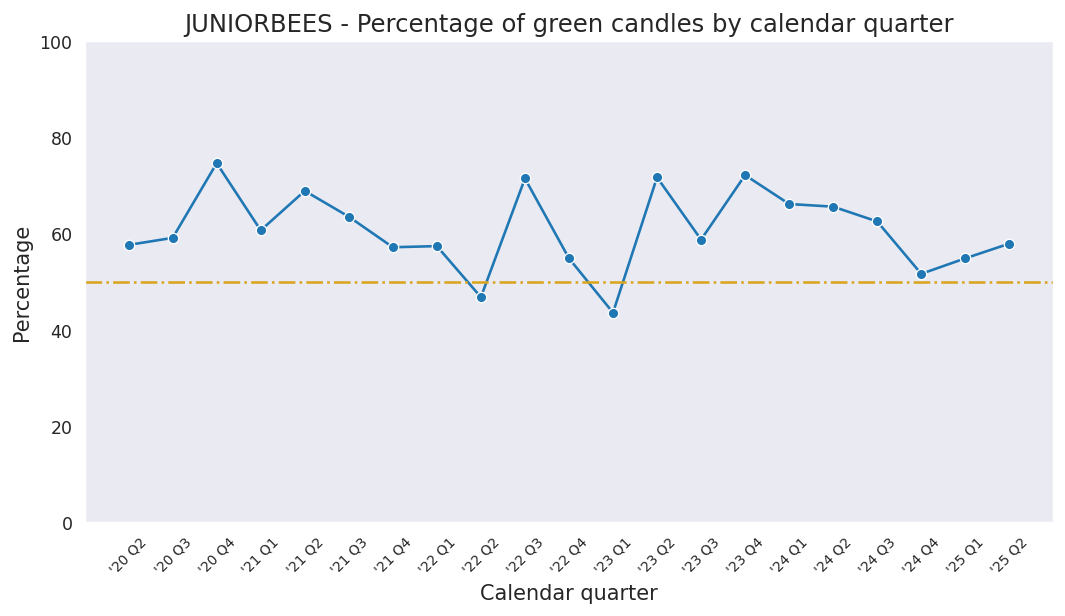 JUNIORBEES - Percentage of green candles by calendar quarter
100
80
60
40
20
0
Percentage
'20 Q2
'20 Q3
'20 Q4
'21 Q1
'21 Q2
'21 Q3
'21 Q4
'22 Q1
'22 Q2
'22 Q3
'22 Q4
'23 Q1
'23 Q2
'23 Q3
'23 Q4
'24 Q1
'24 Q2
'24 Q3
'24 Q4
'25 Q1
'25 Q2
Calendar quarter